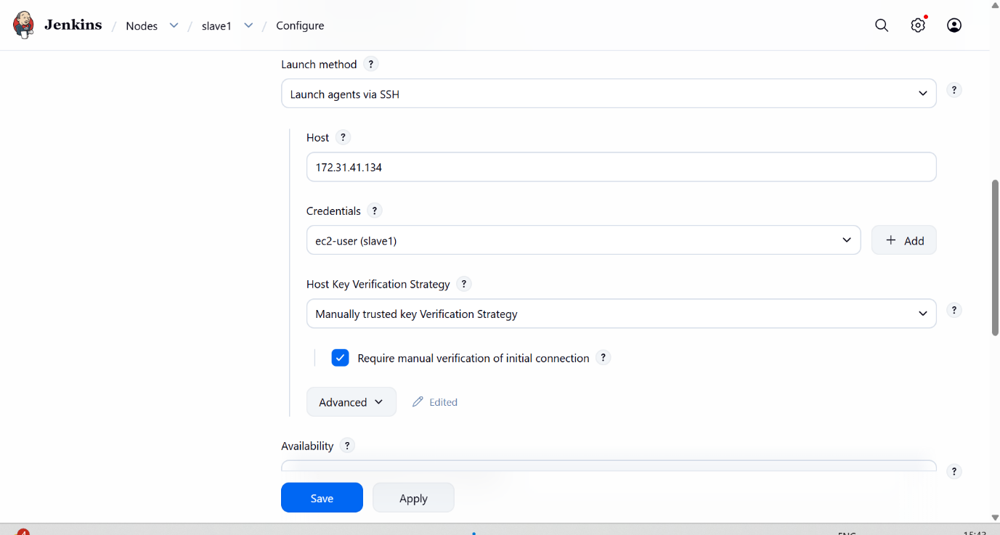 Jenkins / Nodes / slave1 / Configure
Launch method ?
Launch agents via SSH
?
Host ?
172.31.41.134
Credentials ?
ec2-user (slave1)
+ Add
Host Key Verification Strategy ?
Manually trusted key Verification Strategy
?
Require manual verification of initial connection ?
Advanced
Edited
Availability ?
?
Save
Apply